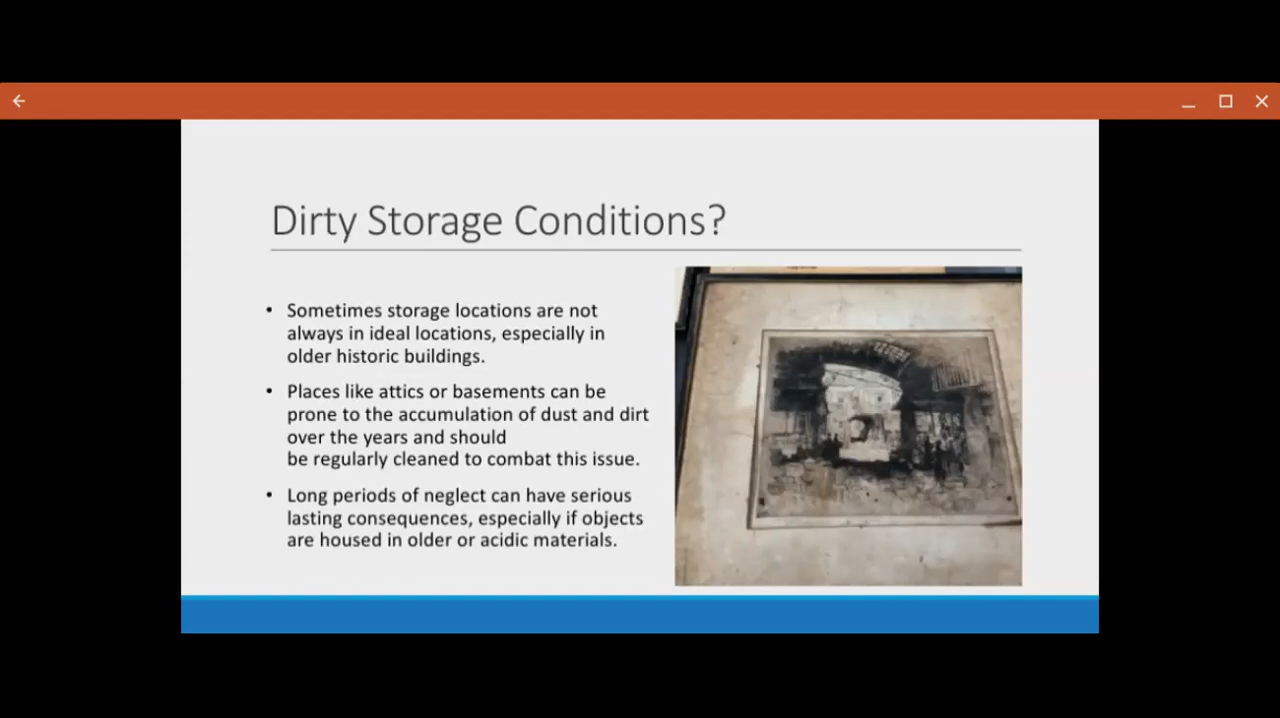 Dirty Storage Conditions?
• Sometimes storage locations are not
always in ideal locations, especially in
older historic buildings.
• Places like attics or basements can be
prone to the accumulation of dust and dirt
over the years and should
be regularly cleaned to combat this issue.
• Long periods of neglect can have serious
lasting consequences, especially if objects
are housed in older or acidic materials.